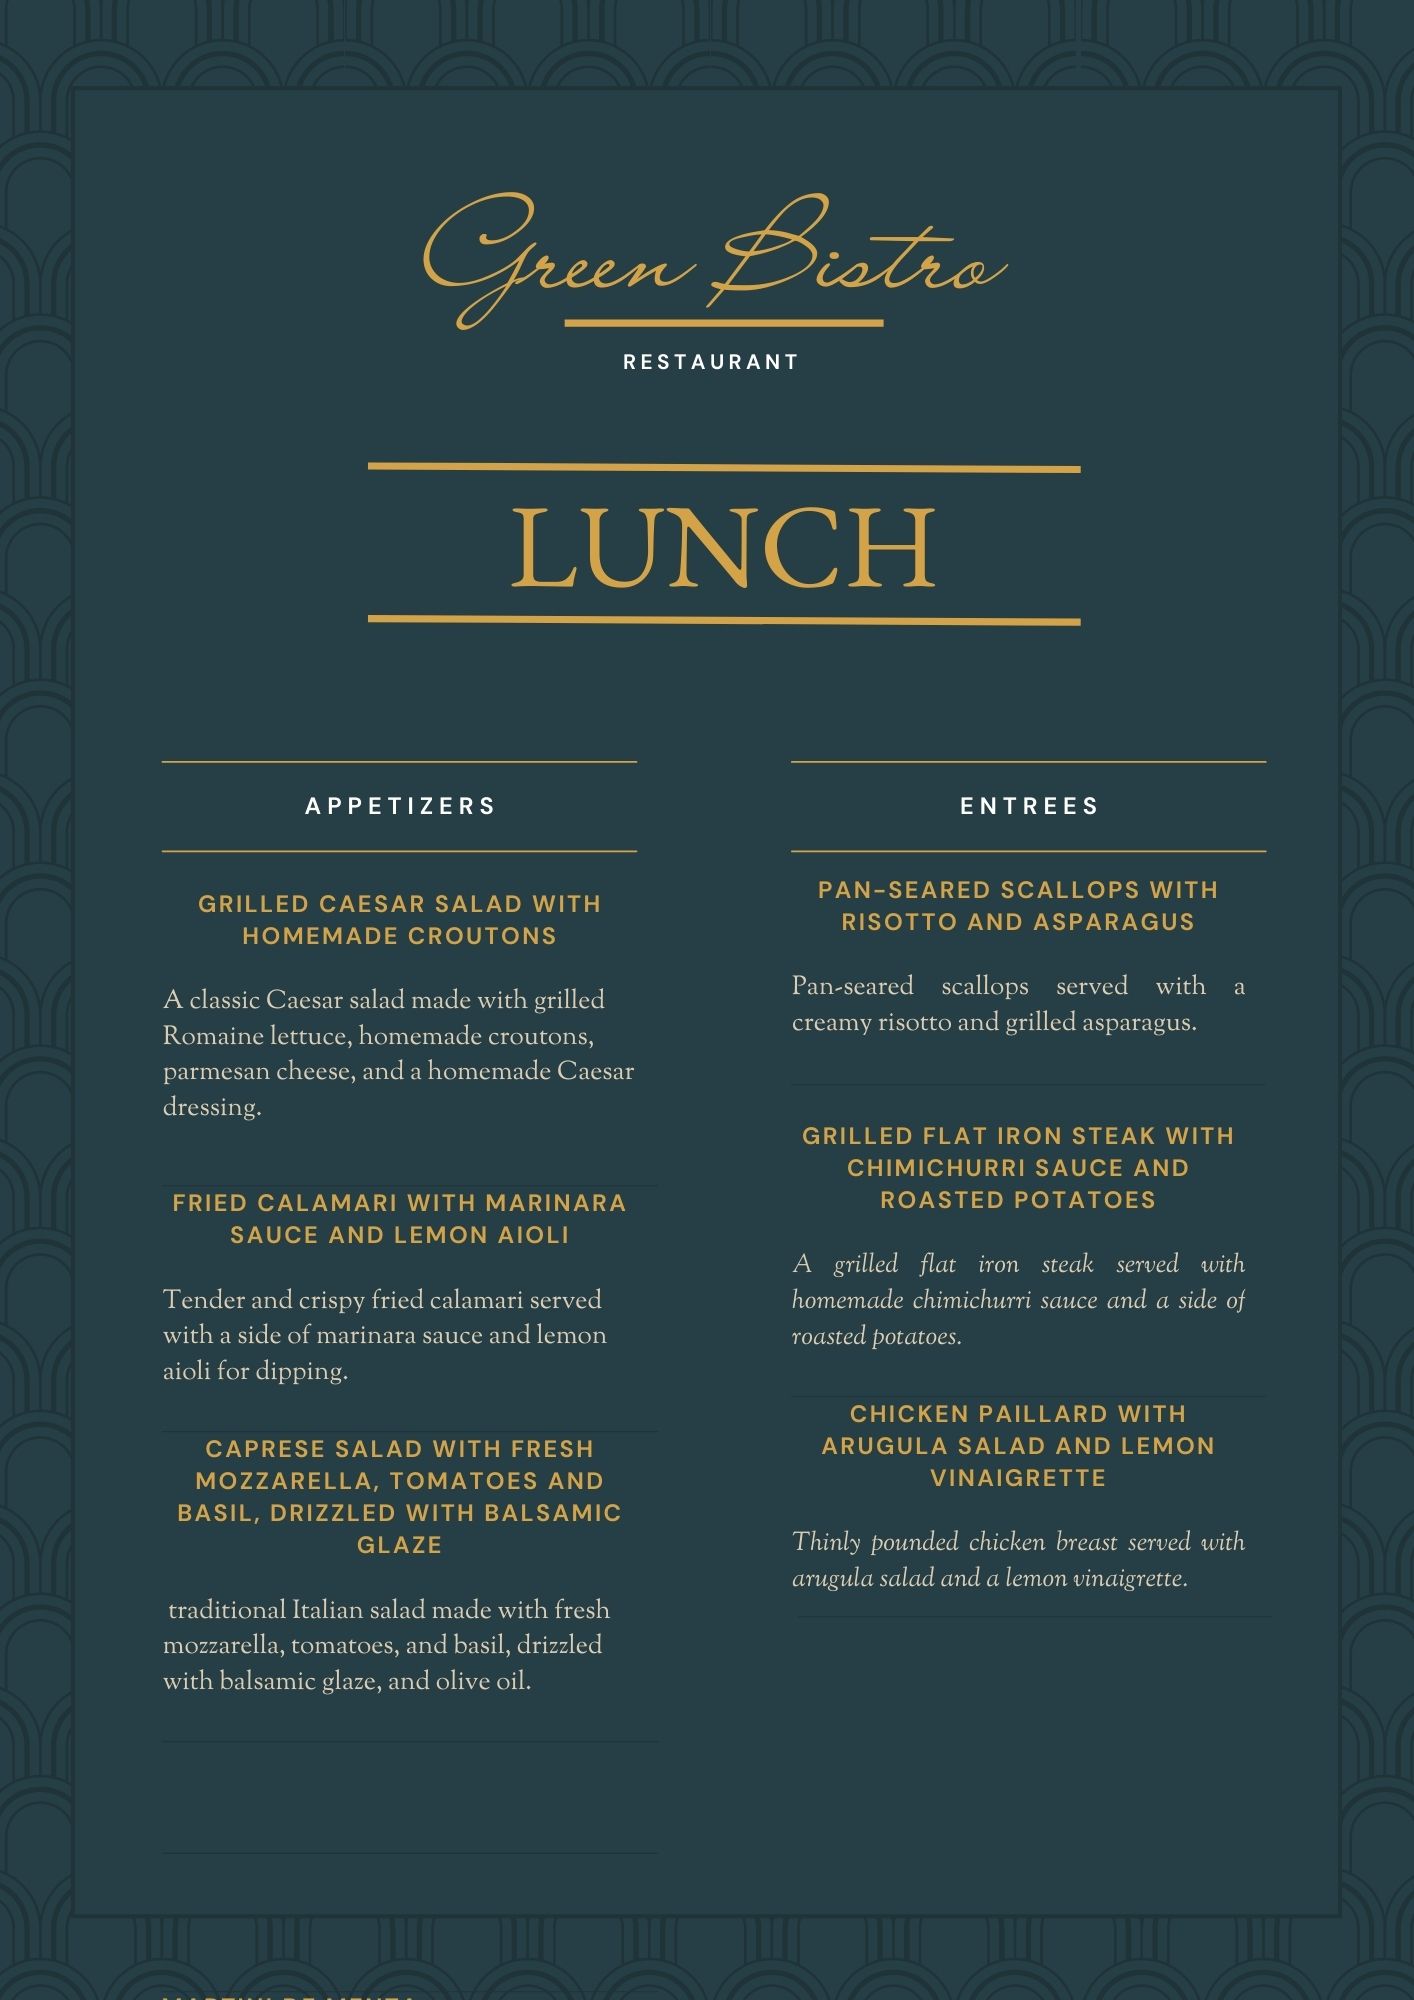 Green Bistro
RESTAURANT
LUNCH
APPETIZERS
GRILLED CAESAR SALAD WITH
HOMEMADE CROUTONS
A classic Caesar salad made with grilled
Romaine lettuce, homemade croutons,
parmesan cheese, and a homemade Caesar
dressing.
FRIED CALAMARI WITH MARINARA
SAUCE AND LEMON AIOLI
Tender and crispy fried calamari served
with a side of marinara sauce and lemon
aioli for dipping.
CAPRESE SALAD WITH FRESH
MOZZARELLA, TOMATOES AND
BASIL, DRIZZLED WITH BALSAMIC
GLAZE
traditional Italian salad made with fresh
mozzarella, tomatoes, and basil, drizzled
with balsamic glaze, and olive oil.
ENTREES
PAN-SEARED SCALLOPS WITH
RISOTTO AND ASPARAGUS
Pan-seared scallops served with a
creamy risotto and grilled asparagus.
GRILLED FLAT IRON STEAK WITH
CHIMICHURRI SAUCE AND
ROASTED POTATOES
A grilled flat iron steak served with
homemade chimichurri sauce and a side of
roasted potatoes.
CHICKEN PAILLARD WITH
ARUGULA SALAD AND LEMON
VINAIGRETTE
Thinly pounded chicken breast served with
arugula salad and a lemon vinaigrette.